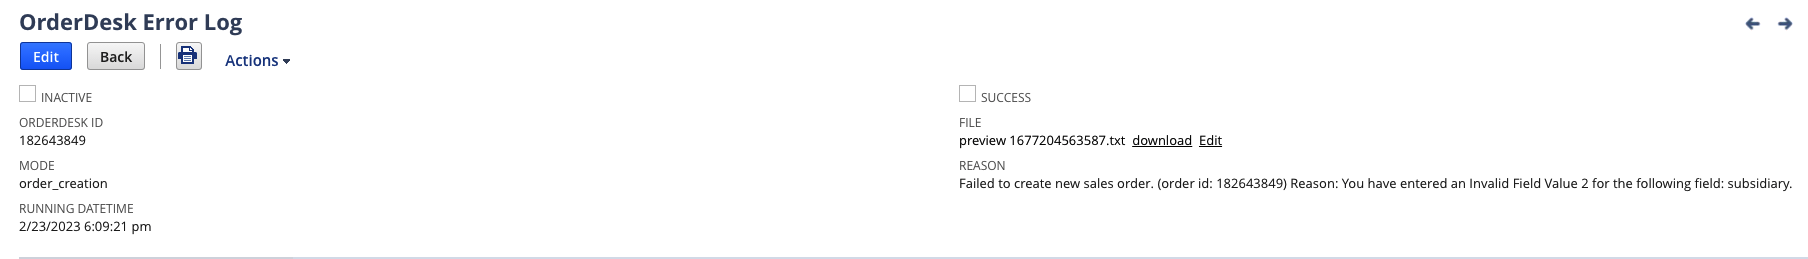 OrderDesk Error Log
Edit Back Actions
INACTIVE
ORDERDESK ID
182643849
MODE
order_creation
RUNNING DATETIME
2/23/2023 6:09:21 pm
SUCCESS
FILE
preview 1677204563587.txt download Edit
REASON
Failed to create new sales order. (order id: 182643849) Reason: You have entered an Invalid Field Value 2 for the following field: subsidiary.